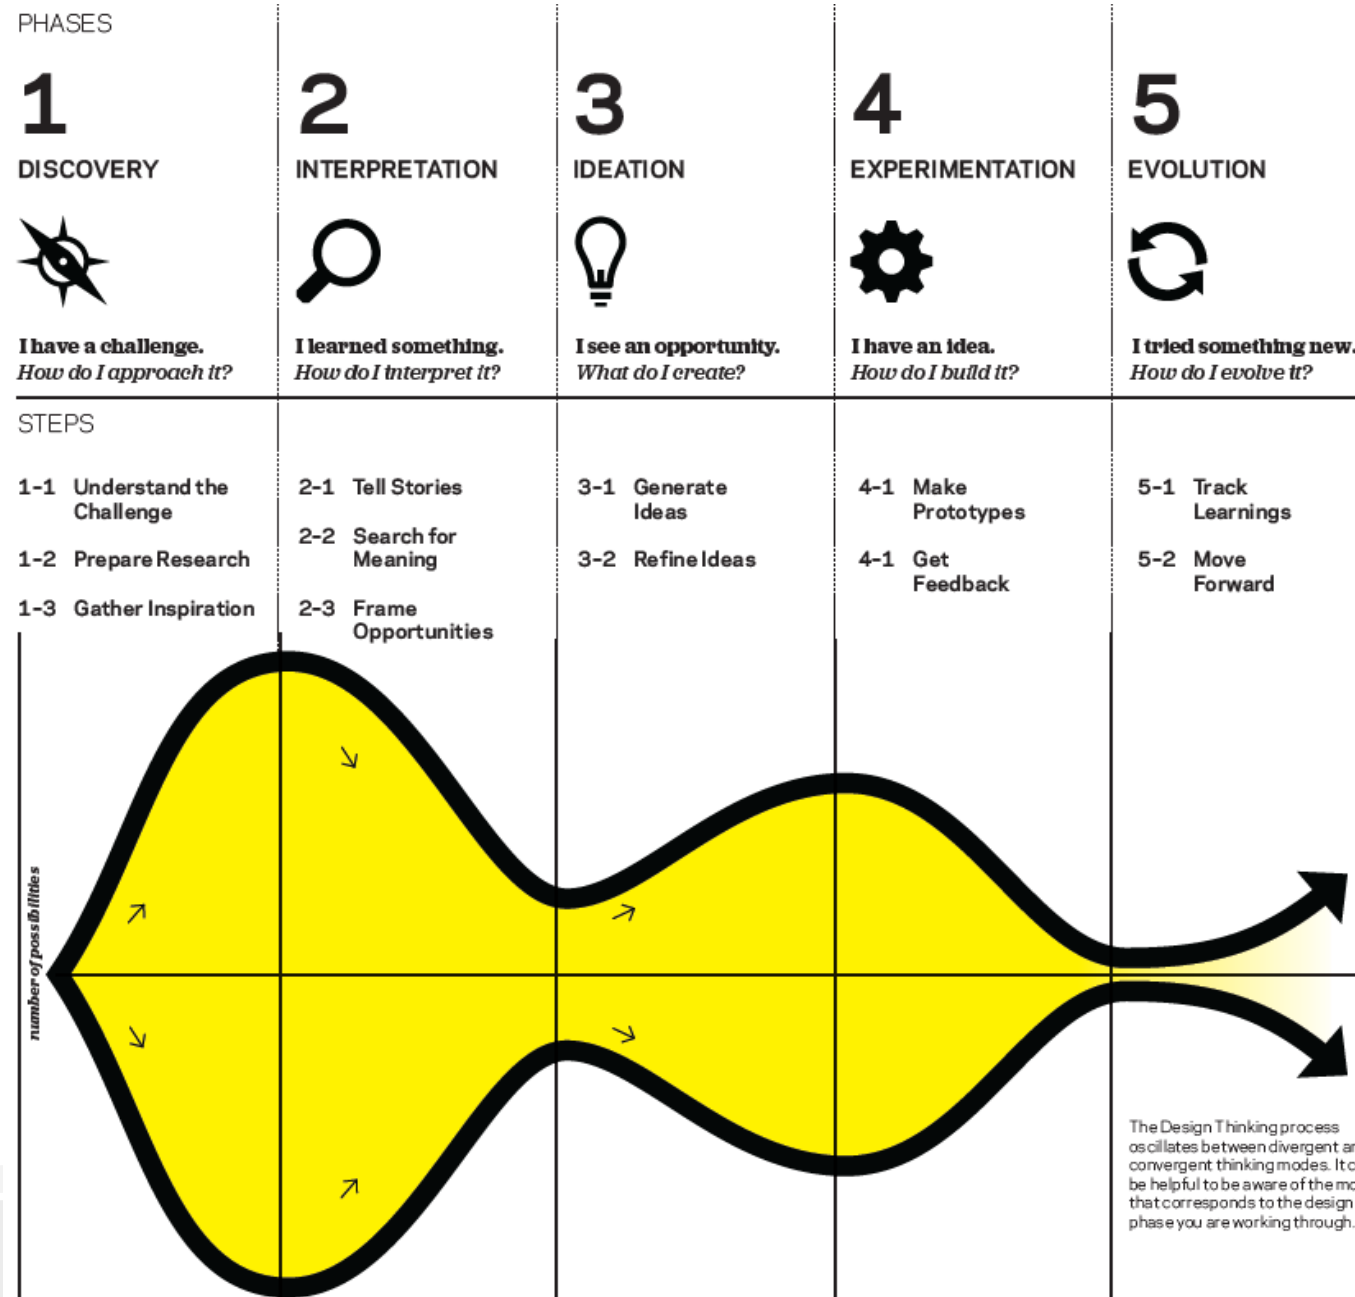 PHASES
1
DISCOVERY
I have a challenge.
How do I approach it?
2
INTERPRETATION
I learned something.
How do I interpret it?
3
IDEATION
I see an opportunity.
What do I create?
4
EXPERIMENTATION
I have an idea.
How do I build it?
5
EVOLUTION
I tried something new.
How do I evolve it?
STEPS
1-1 Understand the
Challenge
1-2 Prepare Research
1-3 Gather Inspiration
2-1 Tell Stories
2-2 Search for
Meaning
2-3 Frame
Opportunities
3-1 Generate
Ideas
3-2 Refine Ideas
4-1 Make
Prototypes
4-1 Get
Feedback
5-1 Track
Learnings
5-2 Move
Forward
number of possibilities
The Design Thinking process
oscillates between divergent
convergent thinking modes. It
be helpful to be aware of the
that corresponds to the design
phase you are working through.